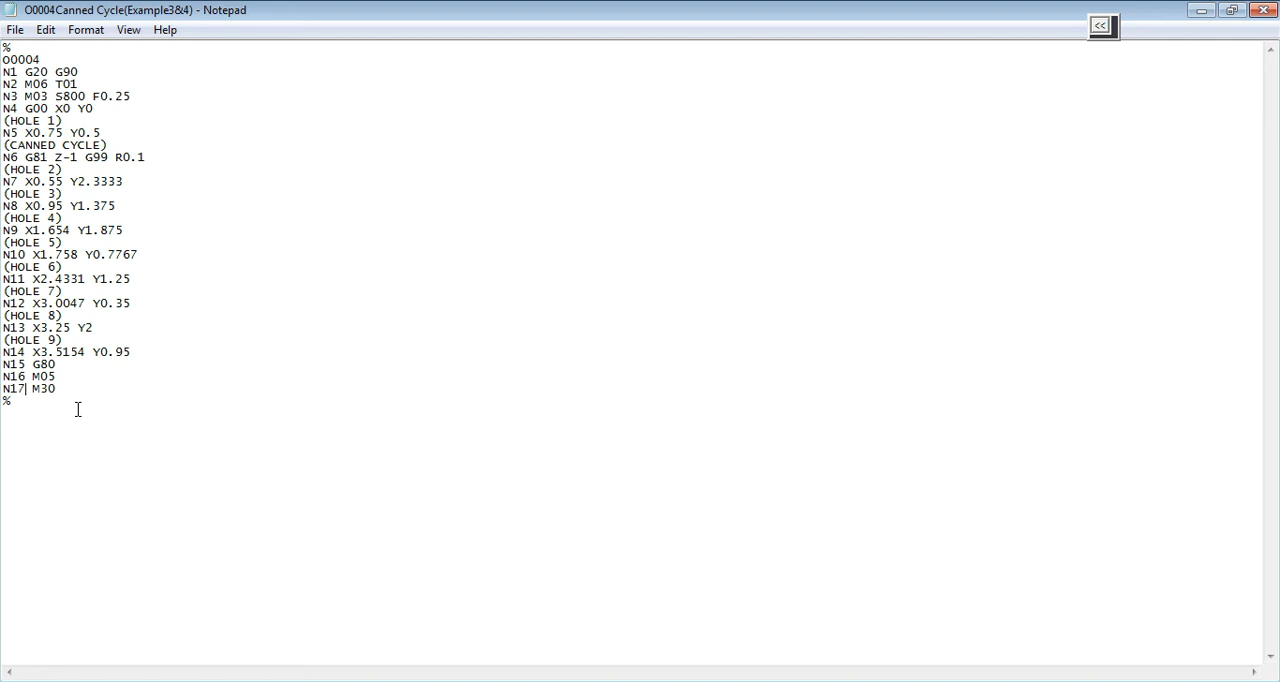 O0004Canned Cycle(Example3&4) - Notepad
File Edit Format View Help
<<
%
O0004
N1 G20 G90
N2 M06 T01
N3 M03 S800 F0.25
N4 G00 X0 Y0
(HOLE 1)
N5 X0.75 Y0.5
(CANNED CYCLE)
N6 G81 Z-1 G99 R0.1
(HOLE 2)
N7 X0.55 Y2.3333
(HOLE 3)
N8 X0.95 Y1.375
(HOLE 4)
N9 X1.654 Y1.875
(HOLE 5)
N10 X1.758 Y0.7767
(HOLE 6)
N11 X2.4331 Y1.25
(HOLE 7)
N12 X3.0047 Y0.35
(HOLE 8)
N13 X3.25 Y2
(HOLE 9)
N14 X3.5154 Y0.95
N15 G80
N16 M05
N17 M30
%